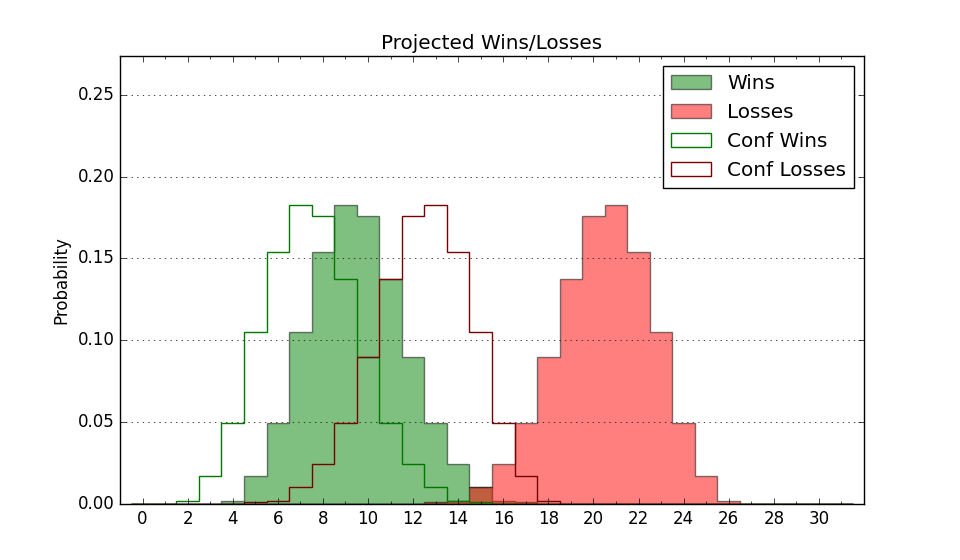 Projected Wins/Losses
Wins
Losses
Conf Wins
Conf Losses
Probability
0.25
0.20
0.15
0.10
0.05
0.00
0 2 4 6 8 10 12 14 16 18 20 22 24 26 28 30